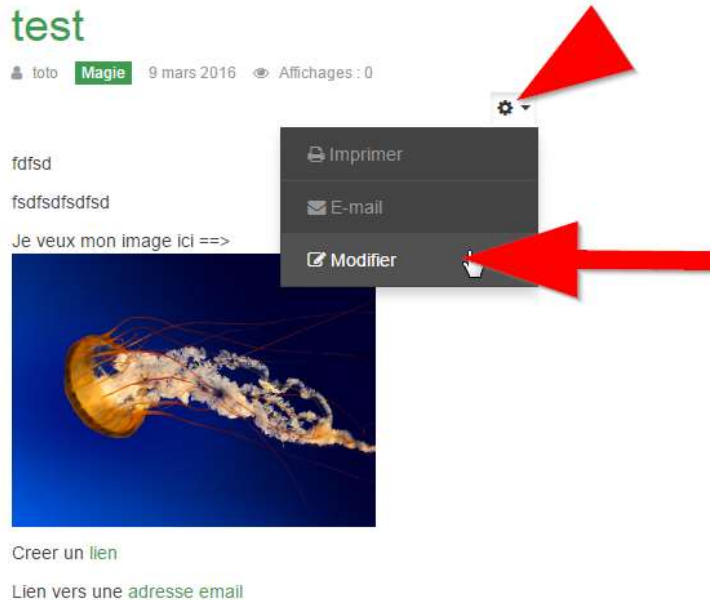 test
toto Magie 9 mars 2016 Affichages : 0
Imprimer
fdfsd
E-mail
fsdfsdfsdfsd
Je veux mon image ici ==>
Modifier
Creer un lien
Lien vers une adresse email